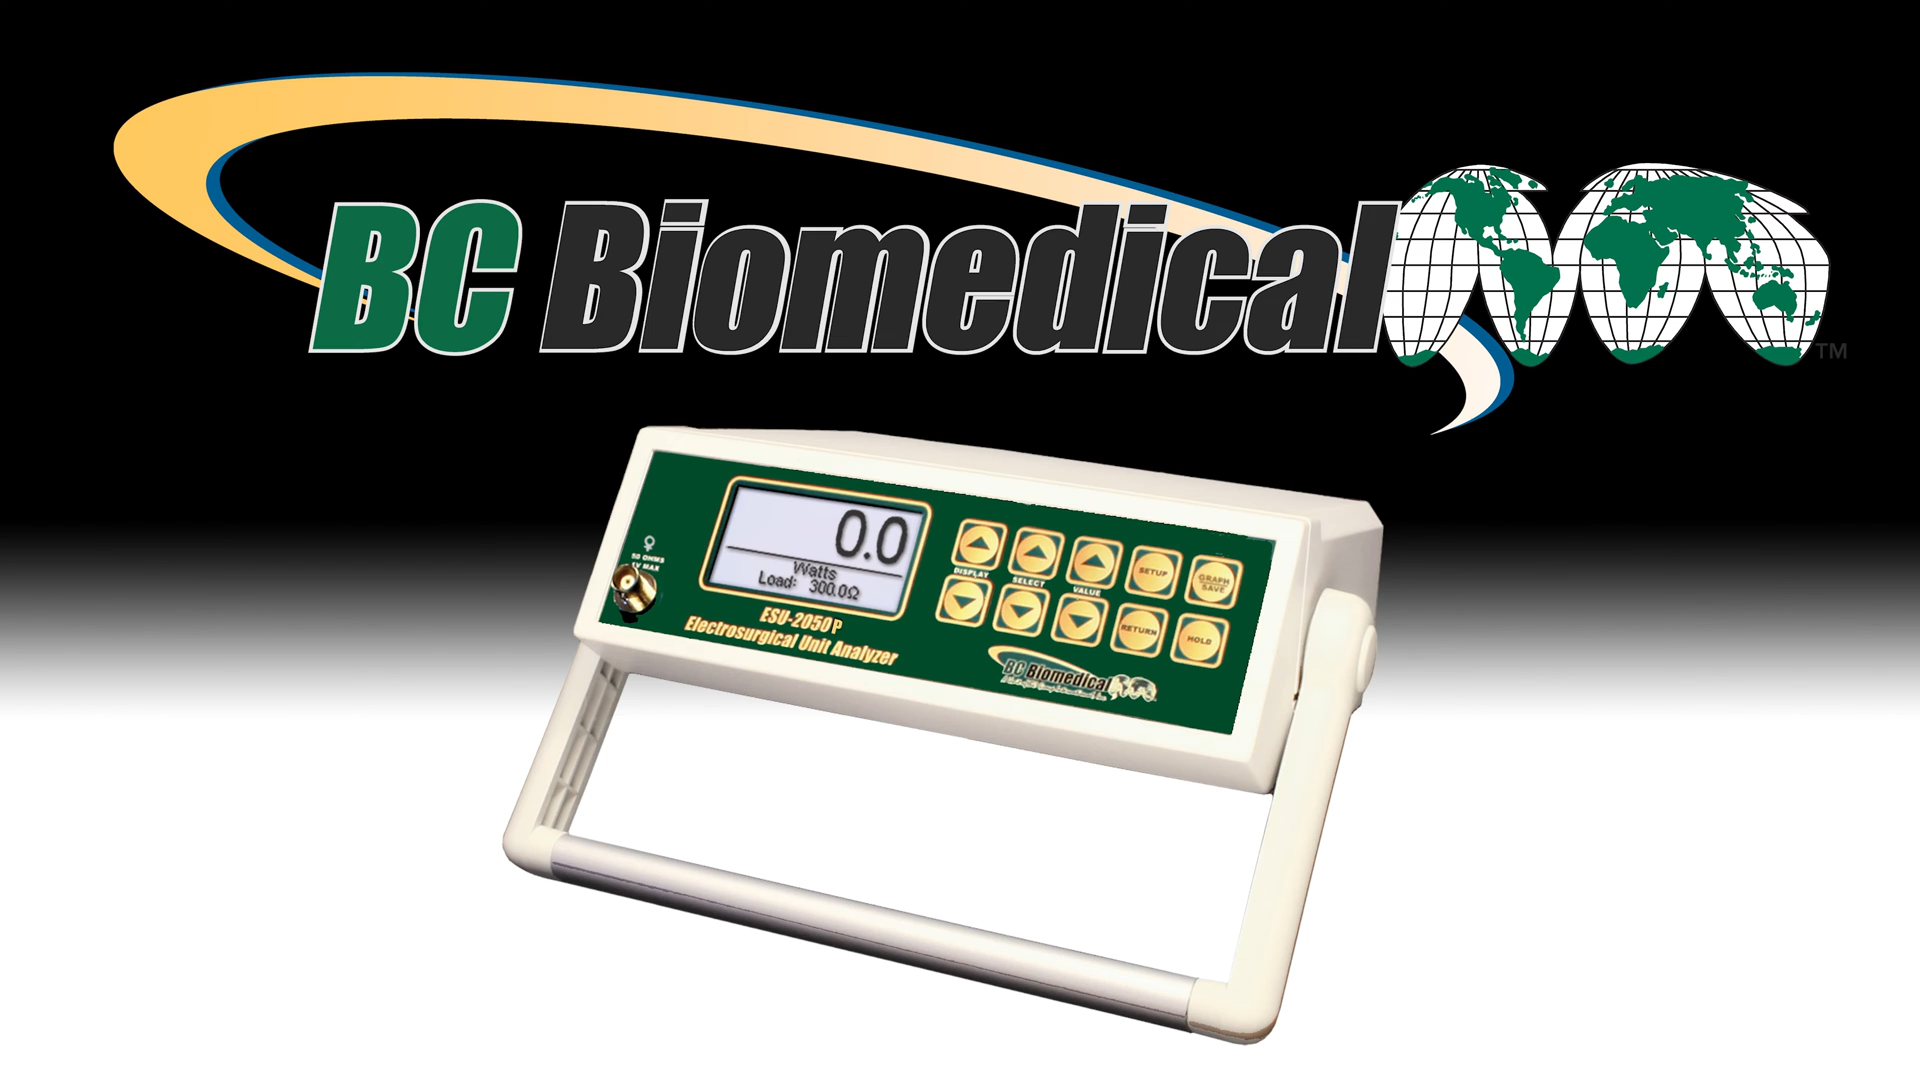 BC Biomedical
TM
50 OHMS
1V MAX
0.0
Watts
Load: 300.0Ω
ESU-2050P
Electrosurgical Unit Analyzer
DISPLAY
SELECT
VALUE
SETUP
GRAPH
SAVE
RETURN
HOLD
BC Biomedical